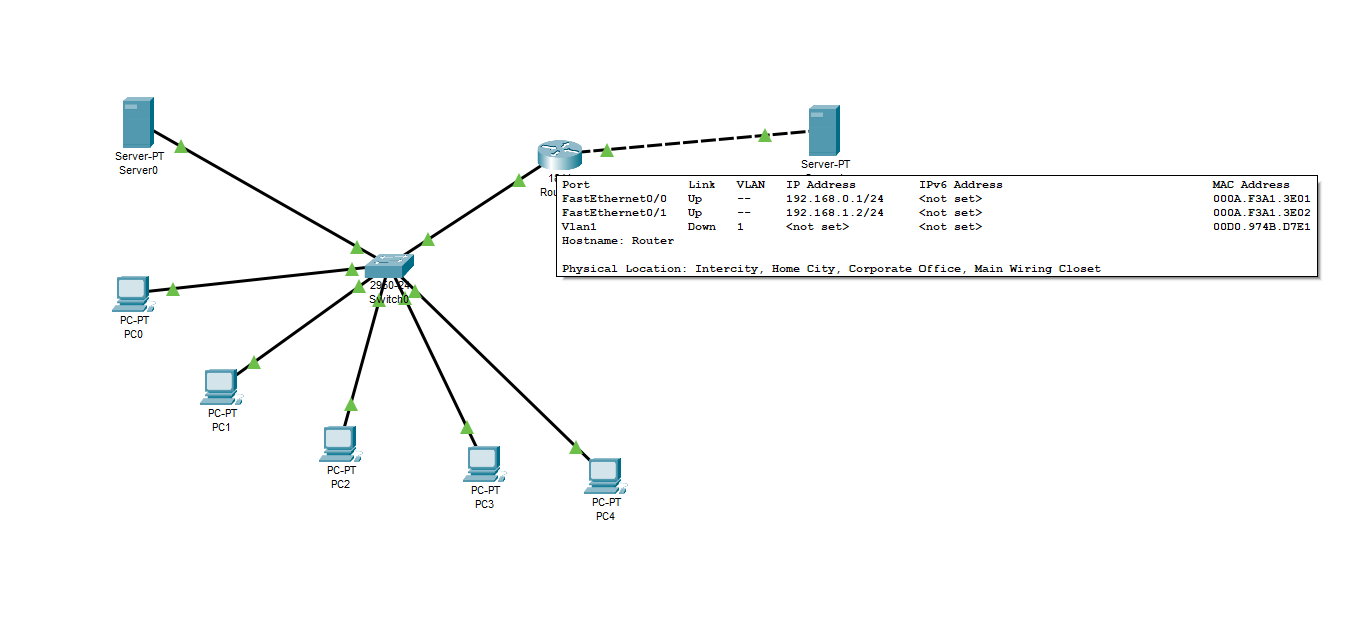 Server-PT
Server0
Server-PT
Port Link VLAN IP Address IPv6 Address MAC Address
FastEthernet0/0 Up -- 192.168.0.1/24 <not set> 000A.F3A1.3E01
FastEthernet0/1 Up -- 192.168.1.2/24 <not set> 000A.F3A1.3E02
Vlan1 Down 1 <not set> <not set> 00D0.974B.D7E1
Hostname: Router
Physical Location: Intercity, Home City, Corporate Office, Main Wiring Closet
2960-24
Switch0
PC-PT
PC0
PC-PT
PC1
PC-PT
PC2
PC-PT
PC3
PC-PT
PC4